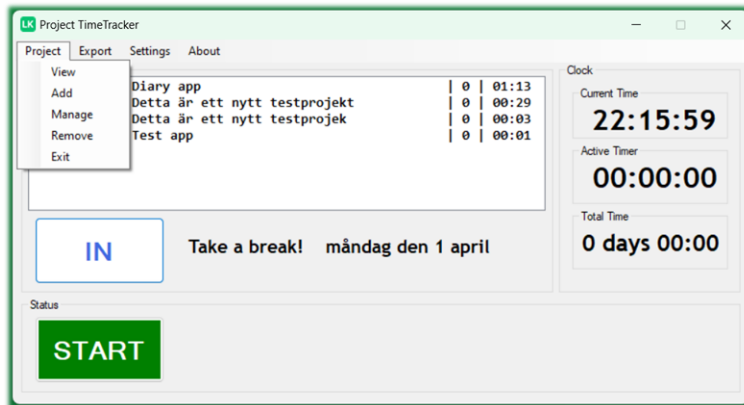 LK Project TimeTracker
Project Export Settings About
View
Add
Manage
Remove
Exit
Diary app | 0 | 01:13
Detta är ett nytt testprojekt | 0 | 00:29
Detta är ett nytt testprojek | 0 | 00:03
Test app | 0 | 00:01
IN
Take a break! måndag den 1 april
Clock
Current Time
22:15:59
Active Timer
00:00:00
Total Time
0 days 00:00
Status
START